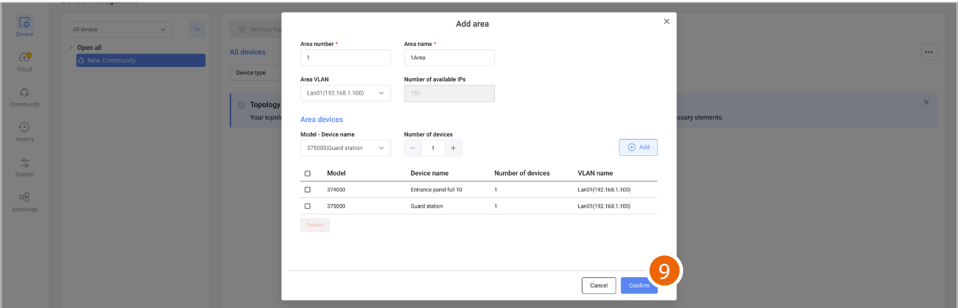 Add area
All device
Send config
Device
Open all
New Community
All devices
Device type
Cloud
Community
History
System
Advanced
Topology
Your topol
ssary elements.
Area number *
Area name *
1
1Area
Area VLAN
Number of available IPs
Lan01(192.168.1.100)
151
Area devices
Model - Device name
Number of devices
375000|Guard station
1
Add
Model
Device name
Number of devices
VLAN name
374000
Entrance panel full 10
1
Lan01(192.168.1.100)
375000
Guard station
1
Lan01(192.168.1.100)
Delete
Cancel
Confirm
9